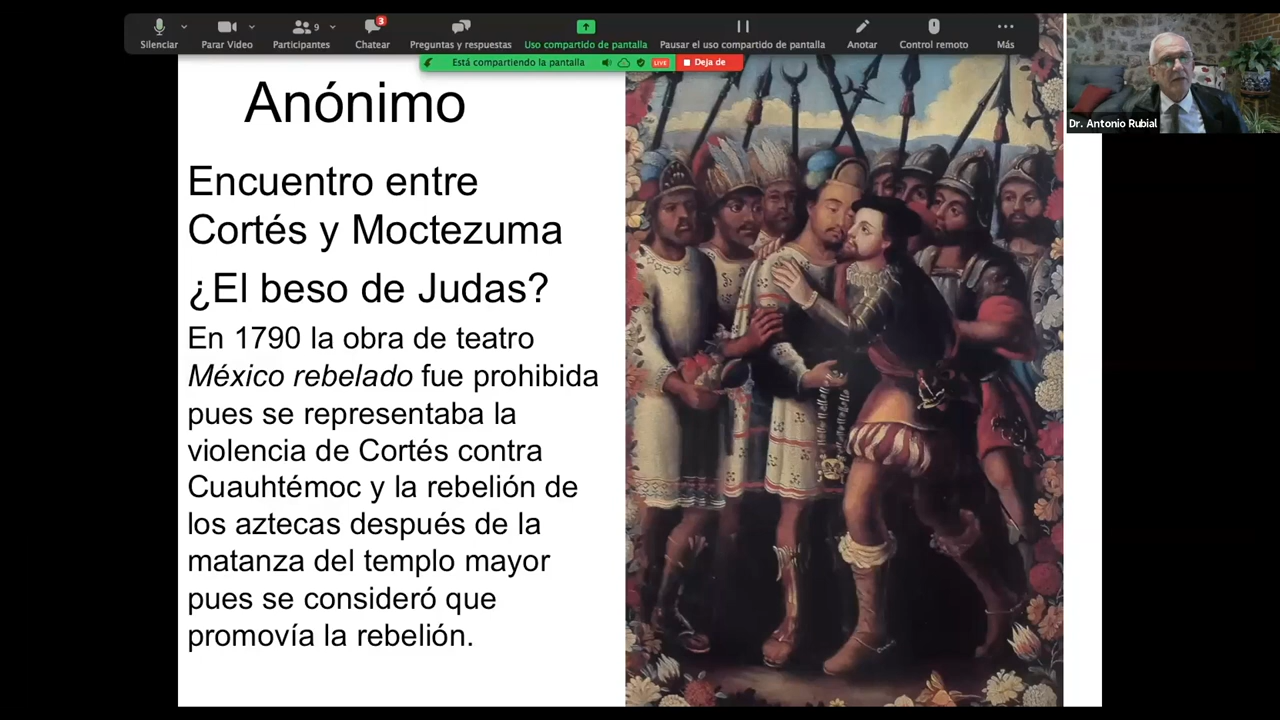 Silenciar
Parar Video
9
Participantes
3
Chatear
Preguntas y respuestas
Uso compartido de pantalla
Pausar el uso compartido de pantalla
Anotar
Control remoto
Más
Está compartiendo la pantalla
LIVE
Deja de
Dr. Antonio Rubial
Anónimo
Encuentro entre
Cortés y Moctezuma
¿El beso de Judas?
En 1790 la obra de teatro
México rebelado fue prohibida
pues se representaba la
violencia de Cortés contra
Cuauhtémoc y la rebelión de
los aztecas después de la
matanza del templo mayor
pues se consideró que
promovía la rebelión.